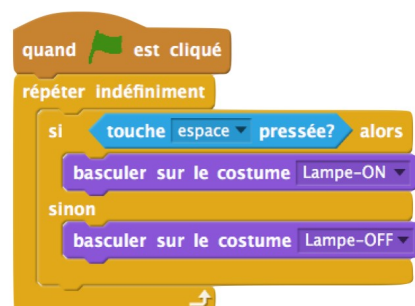 quand est cliqué
répéter indéfiniment
si touche espace pressée? alors
basculer sur le costume Lampe-ON
sinon
basculer sur le costume Lampe-OFF